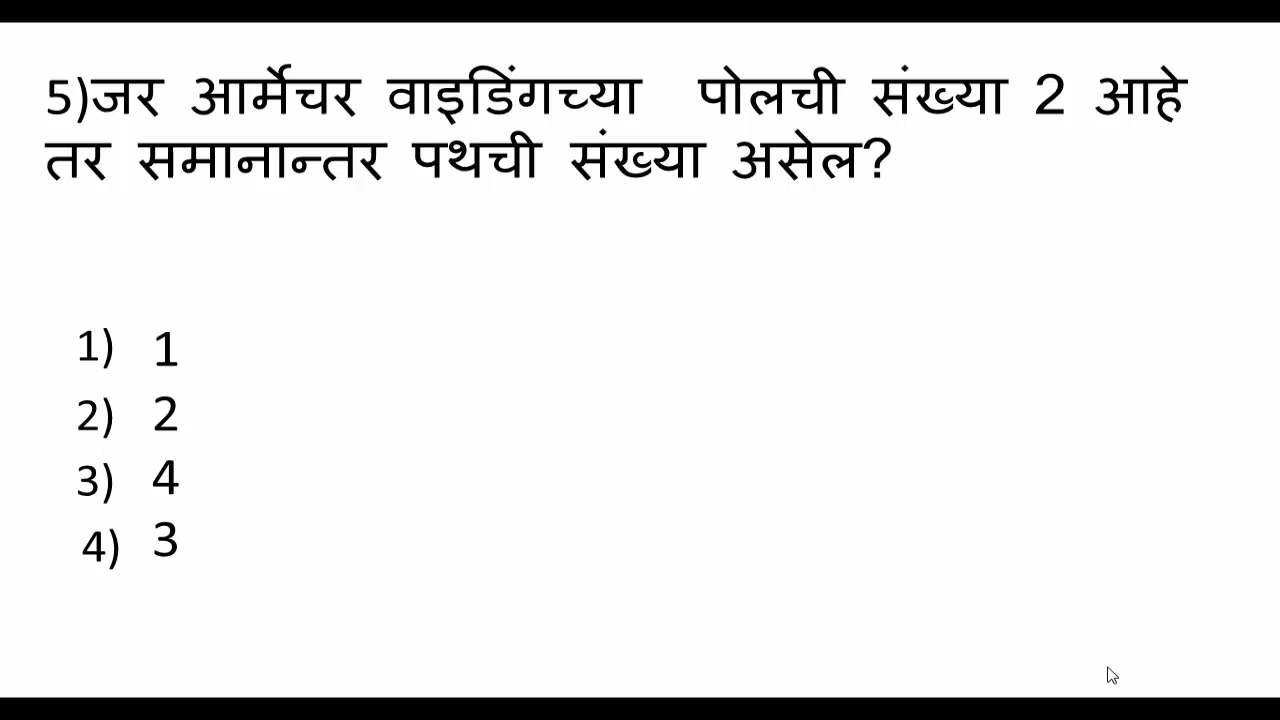 5)जर आर्मेचर वाइडिंगच्या पोलची संख्या 2 आहे
तर समानान्तर पथची संख्या असेल?
1) 1
2) 2
3) 4
4) 3